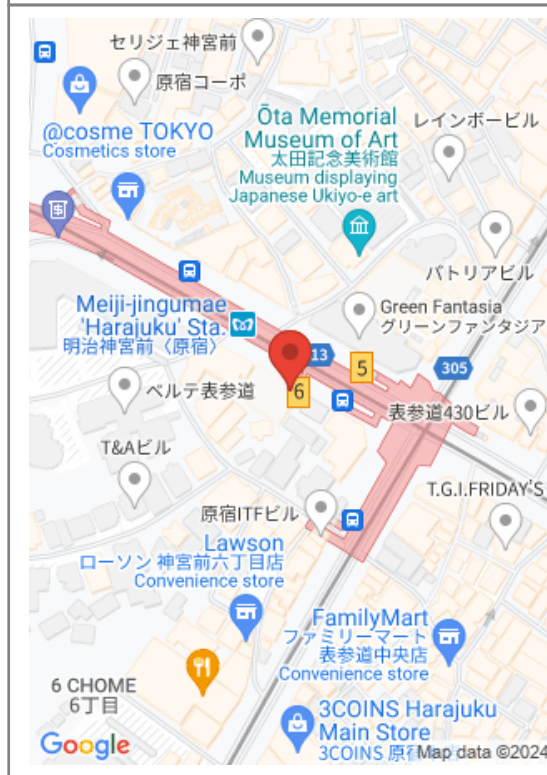 セリジェ神宮前
原宿コーポ
@cosme TOKYO
Cosmetics store
Ōta Memorial
Museum of Art
太田記念美術館
Museum displaying
Japanese Ukiyo-e art
レインボービル
パトリアビル
Meiji-jingumae
'Harajuku' Sta.
明治神宮前〈原宿〉
Green Fantasia
グリーンファンタジア
13
5
305
6
ベルテ表参道
表参道430ビル
T&Aビル
T.G.I.FRIDAY'S
原宿ITFビル
Lawson
ローソン 神宮前六丁目店
Convenience store
FamilyMart
ファミリーマート
表参道中央店
Convenience store
6 CHOME
6丁目
3COINS Harajuku
Main Store
3COINS 原宿
Google
Map data ©2024